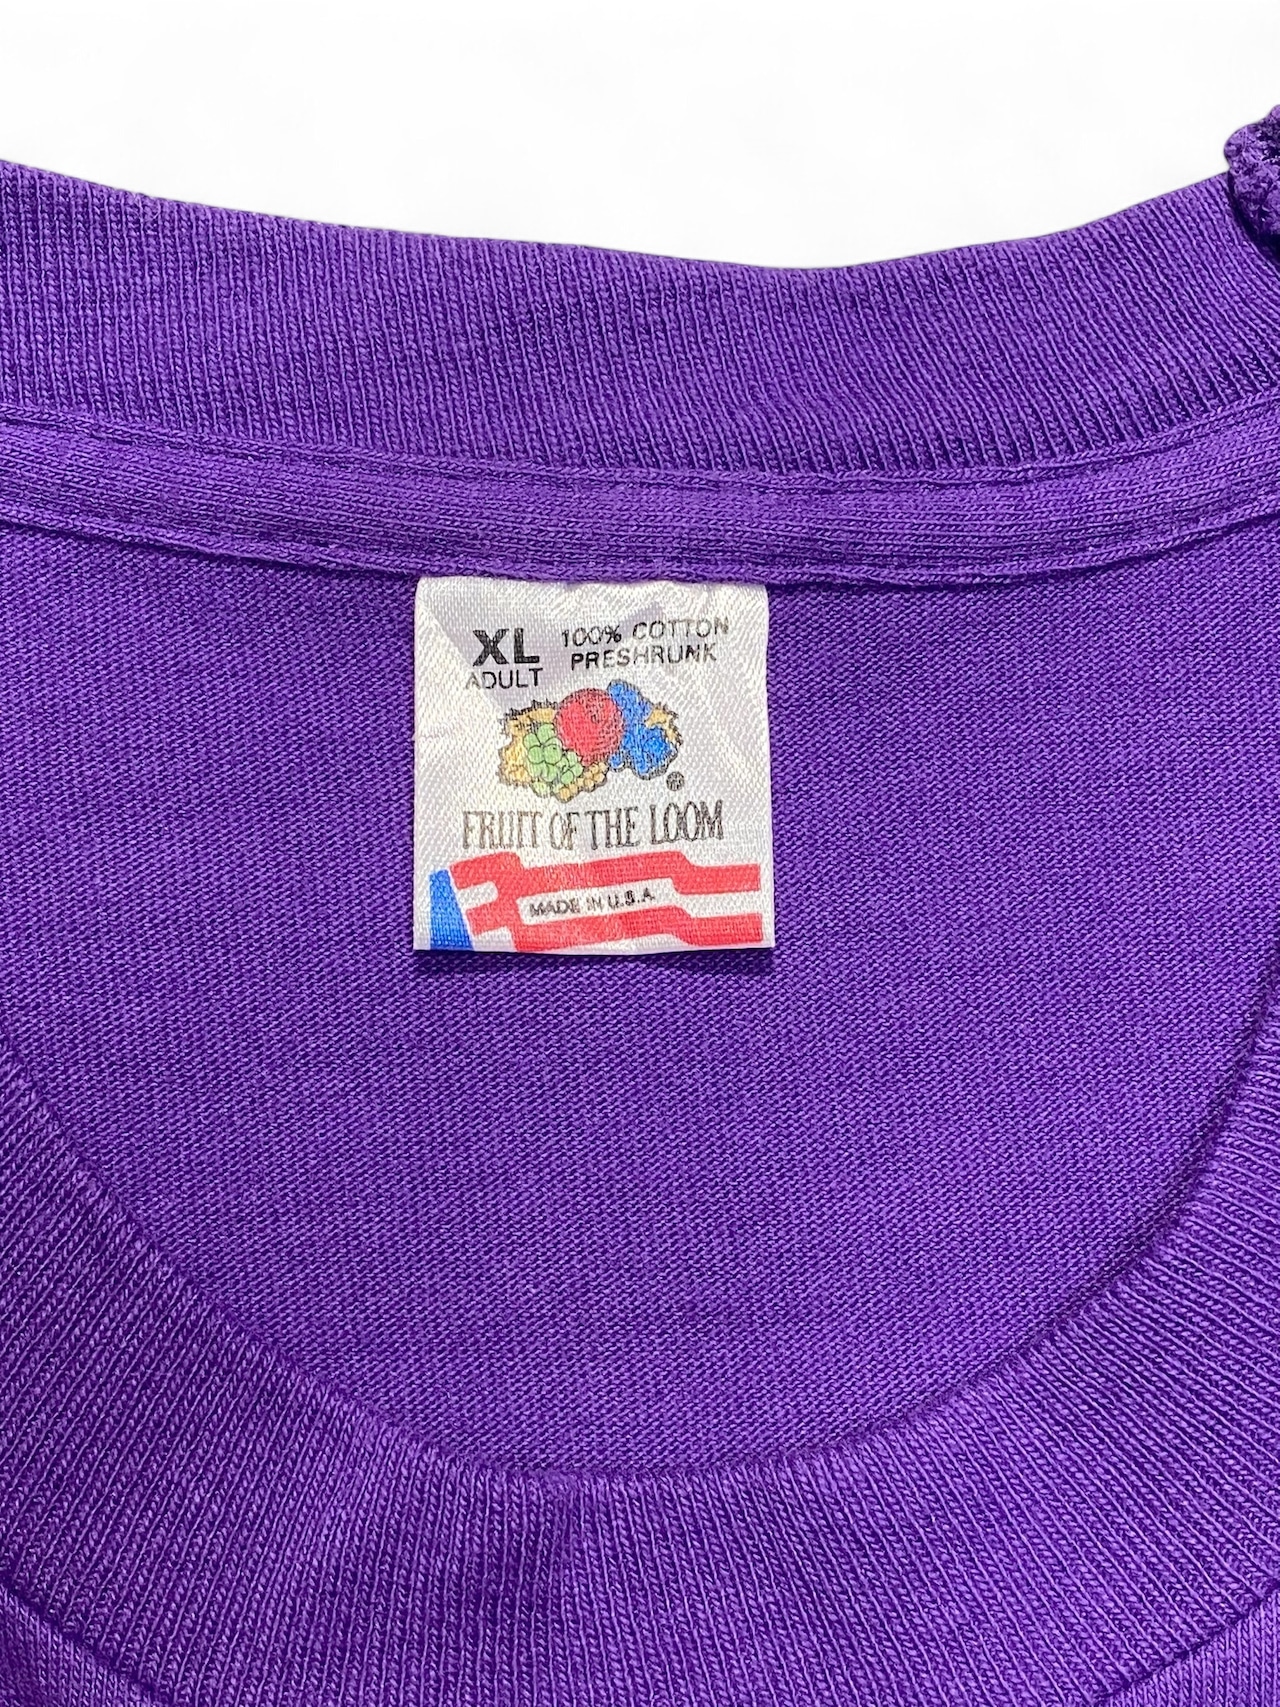 XL 100% COTTON
ADULT PRESHRUNK
®
FRUIT OF THE LOOM
MADE IN U.S.A